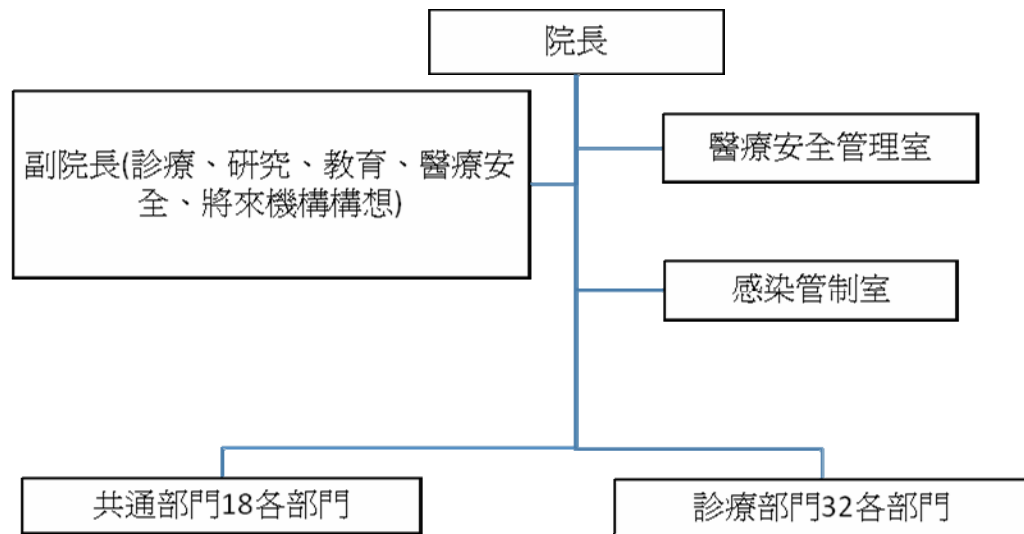 院長
副院長(診療、研究、教育、醫療安
全、將來機構構想)
醫療安全管理室
感染管制室
共通部門18各部門
診療部門32各部門